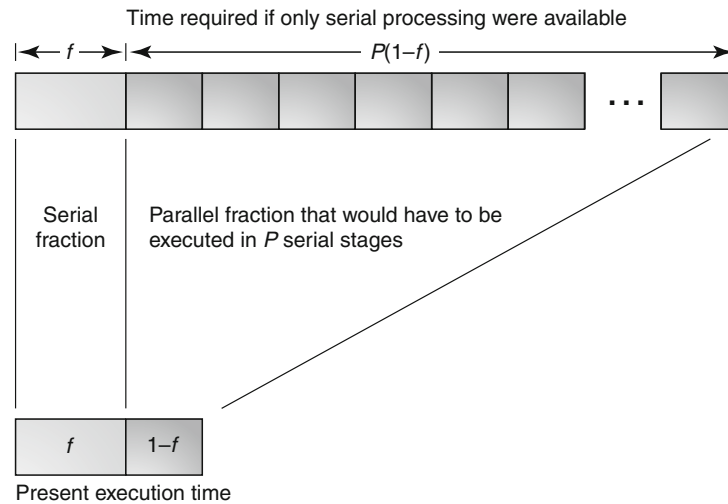 Time required if only serial processing were available
f
P(1–f)
...
Serial
fraction
Parallel fraction that would have to be
executed in P serial stages
f
1–f
Present execution time